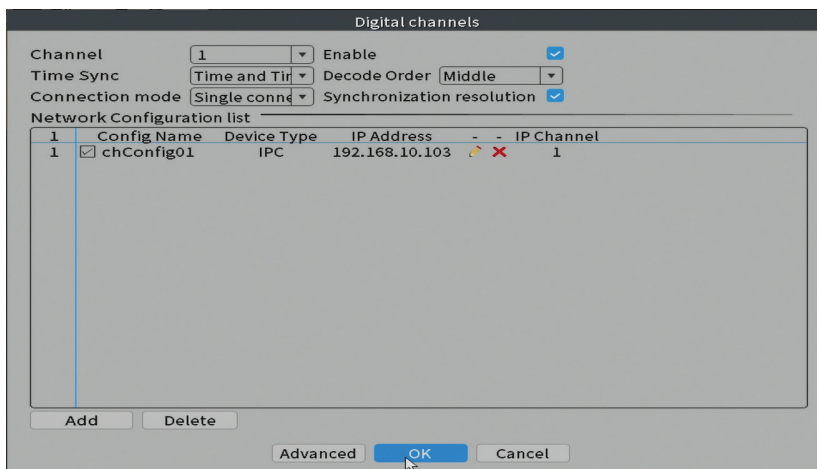 Digital channels
Channel 1 Enable
Time Sync Time and Tir Decode Order Middle
Connection mode Single conne Synchronization resolution
Network Configuration list
1 Config Name Device Type IP Address - - IP Channel
1 chConfig01 IPC 192.168.10.103 1
Add Delete
Advanced OK Cancel